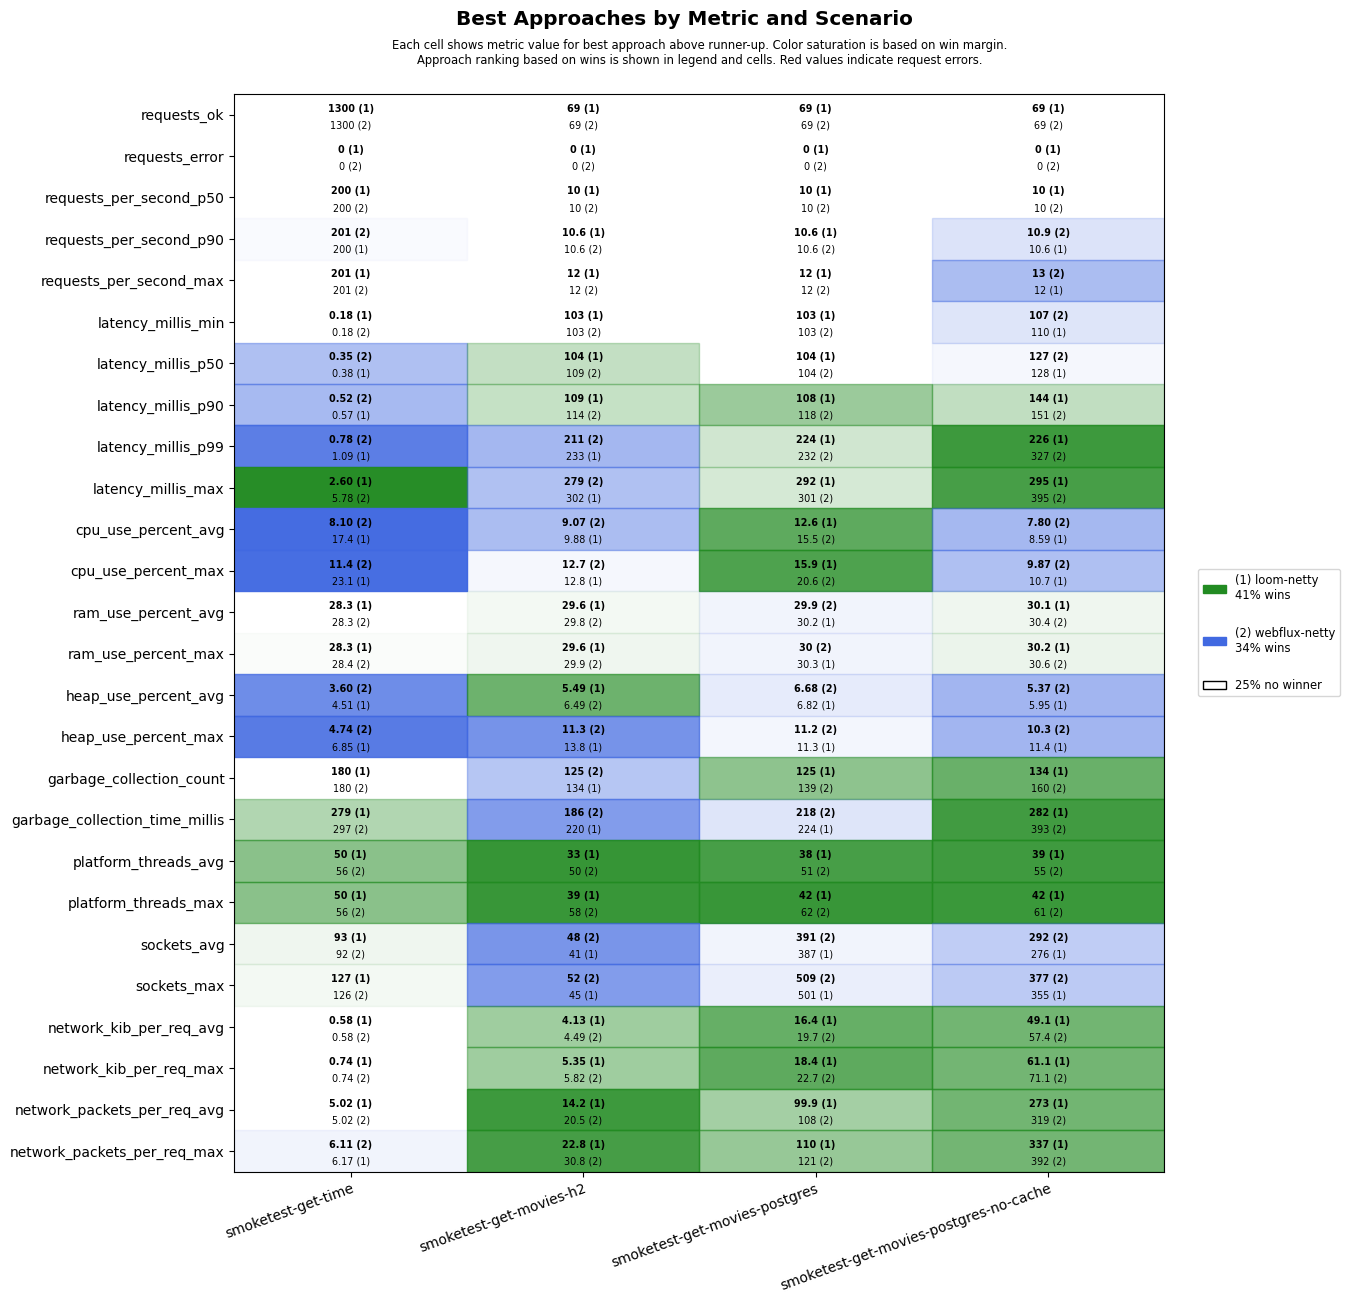 Best Approaches by Metric and Scenario
Each cell shows metric value for best approach above runner-up. Color saturation is based on win margin.
Approach ranking based on wins is shown in legend and cells. Red values indicate request errors.
requests_ok
1300 (1) 69 (1) 69 (1) 69 (1)
1300 (2) 69 (2) 69 (2) 69 (2)
requests_error
0 (1) 0 (1) 0 (1) 0 (1)
0 (2) 0 (2) 0 (2) 0 (2)
requests_per_second_p50
200 (1) 10 (1) 10 (1) 10 (1)
200 (2) 10 (2) 10 (2) 10 (2)
requests_per_second_p90
201 (2) 10.6 (1) 10.6 (1) 10.9 (2)
200 (1) 10.6 (2) 10.6 (2) 10.6 (1)
requests_per_second_max
201 (1) 12 (1) 12 (1) 13 (2)
201 (2) 12 (2) 12 (2) 12 (1)
latency_millis_min
0.18 (1) 103 (1) 103 (1) 107 (2)
0.18 (2) 103 (2) 103 (2) 110 (1)
latency_millis_p50
0.35 (2) 104 (1) 104 (1) 127 (2)
0.38 (1) 109 (2) 104 (2) 128 (1)
latency_millis_p90
0.52 (2) 109 (1) 108 (1) 144 (1)
0.57 (1) 114 (2) 118 (2) 151 (2)
latency_millis_p99
0.78 (2) 211 (2) 224 (1) 226 (1)
1.09 (1) 233 (1) 232 (2) 327 (2)
latency_millis_max
2.60 (1) 279 (2) 292 (1) 295 (1)
5.78 (2) 302 (1) 301 (2) 395 (2)
cpu_use_percent_avg
8.10 (2) 9.07 (2) 12.6 (1) 7.80 (2)
17.4 (1) 9.88 (1) 15.5 (2) 8.59 (1)
cpu_use_percent_max
11.4 (2) 12.7 (2) 15.9 (1) 9.87 (2)
23.1 (1) 12.8 (1) 20.6 (2) 10.7 (1)
ram_use_percent_avg
28.3 (1) 29.6 (1) 29.9 (2) 30.1 (1)
28.3 (2) 29.8 (2) 30.2 (1) 30.4 (2)
ram_use_percent_max
28.3 (1) 29.6 (1) 30 (2) 30.2 (1)
28.4 (2) 29.9 (2) 30.3 (1) 30.6 (2)
heap_use_percent_avg
3.60 (2) 5.49 (1) 6.68 (2) 5.37 (2)
4.51 (1) 6.49 (2) 6.82 (1) 5.95 (1)
heap_use_percent_max
4.74 (2) 11.3 (2) 11.2 (2) 10.3 (2)
6.85 (1) 13.8 (1) 11.3 (1) 11.4 (1)
garbage_collection_count
180 (1) 125 (2) 125 (1) 134 (1)
180 (2) 134 (1) 139 (2) 160 (2)
garbage_collection_time_millis
279 (1) 186 (2) 218 (2) 282 (1)
297 (2) 220 (1) 224 (1) 393 (2)
platform_threads_avg
50 (1) 33 (1) 38 (1) 39 (1)
56 (2) 50 (2) 51 (2) 55 (2)
platform_threads_max
50 (1) 39 (1) 42 (1) 42 (1)
56 (2) 58 (2) 62 (2) 61 (2)
sockets_avg
93 (1) 48 (2) 391 (2) 292 (2)
92 (2) 41 (1) 387 (1) 276 (1)
sockets_max
127 (1) 52 (2) 509 (2) 377 (2)
126 (2) 45 (1) 501 (1) 355 (1)
network_kib_per_req_avg
0.58 (1) 4.13 (1) 16.4 (1) 49.1 (1)
0.58 (2) 4.49 (2) 19.7 (2) 57.4 (2)
network_kib_per_req_max
0.74 (1) 5.35 (1) 18.4 (1) 61.1 (1)
0.74 (2) 5.82 (2) 22.7 (2) 71.1 (2)
network_packets_per_req_avg
5.02 (1) 14.2 (1) 99.9 (1) 273 (1)
5.02 (2) 20.5 (2) 108 (2) 319 (2)
network_packets_per_req_max
6.11 (2) 22.8 (1) 110 (1) 337 (1)
6.17 (1) 30.8 (2) 121 (2) 392 (2)
smoketest-get-time
smoketest-get-movies-h2
smoketest-get-movies-postgres
smoketest-get-movies-postgres-no-cache
(1) loom-netty
41% wins
(2) webflux-netty
34% wins
25% no winner